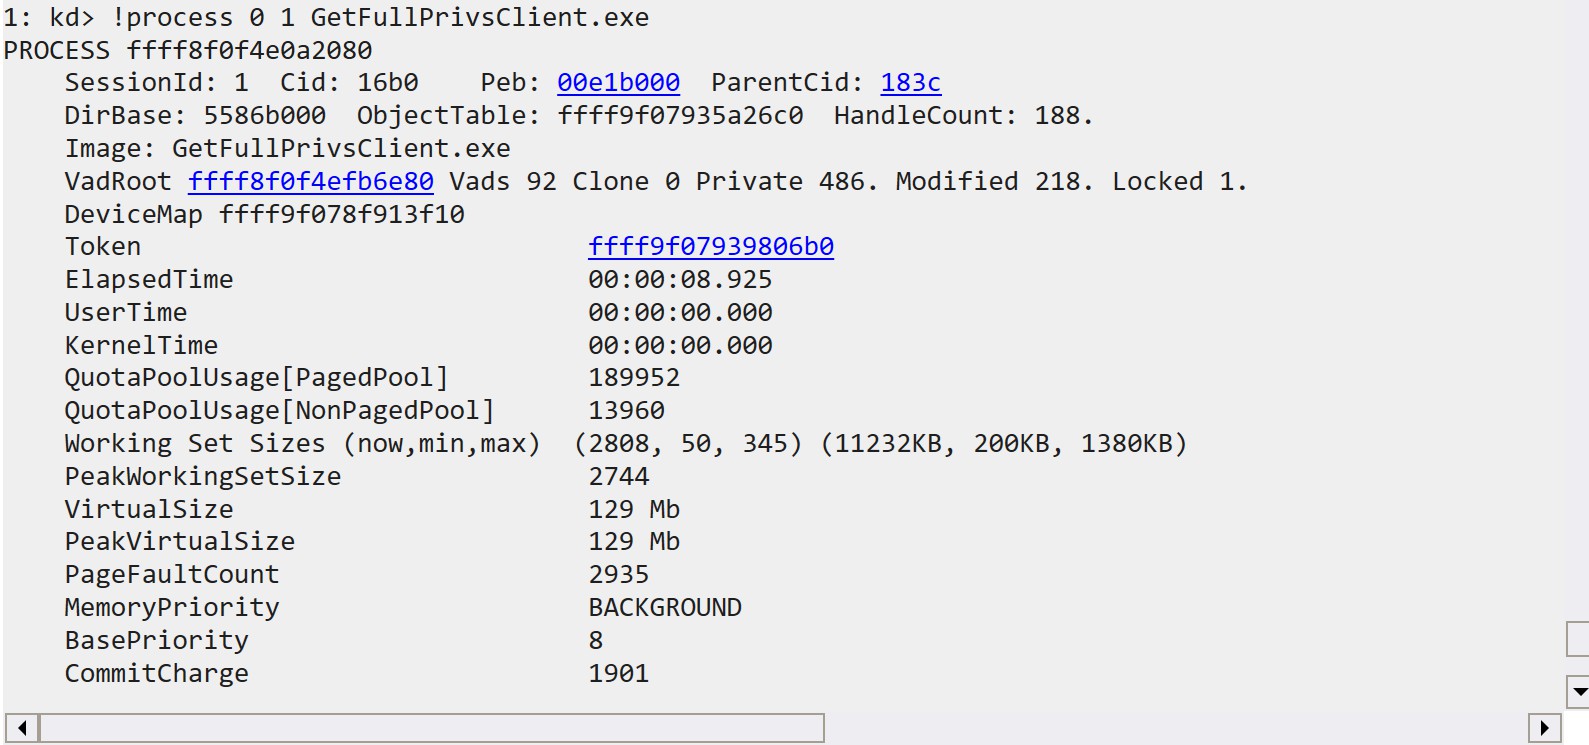 1: kd> !process 0 1 GetFullPrivsClient.exe
PROCESS ffff8f0f4e0a2080
    SessionId: 1  Cid: 16b0    Peb: 00e1b000  ParentCid: 183c
    DirBase: 5586b000  ObjectTable: ffff9f07935a26c0  HandleCount: 188.
    Image: GetFullPrivsClient.exe
    VadRoot ffff8f0f4efb6e80 Vads 92 Clone 0 Private 486. Modified 218. Locked 1.
    DeviceMap ffff9f078f913f10
    Token                             ffff9f07939806b0
    ElapsedTime                       00:00:08.925
    UserTime                          00:00:00.000
    KernelTime                        00:00:00.000
    QuotaPoolUsage[PagedPool]         189952
    QuotaPoolUsage[NonPagedPool]      13960
    Working Set Sizes (now,min,max)  (2808, 50, 345) (11232KB, 200KB, 1380KB)
    PeakWorkingSetSize                2744
    VirtualSize                       129 Mb
    PeakVirtualSize                   129 Mb
    PageFaultCount                    2935
    MemoryPriority                    BACKGROUND
    BasePriority                      8
    CommitCharge                      1901